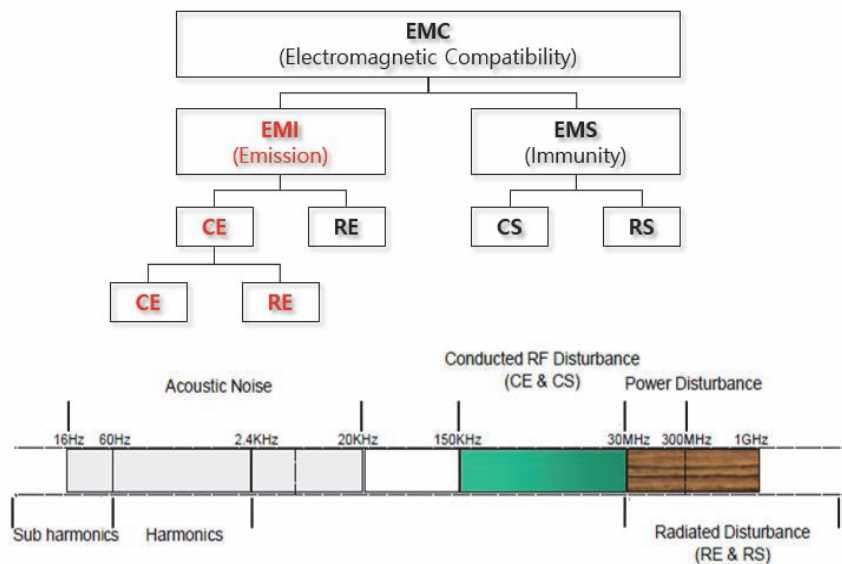 EMC
(Electromagnetic Compatibility)
EMI
(Emission)
EMS
(Immunity)
CE
RE
CS
RS
CE
RE
Conducted RF Disturbance
(CE & CS)
Acoustic Noise
Power Disturbance
16Hz 60Hz 2.4KHz 20KHz 150KHz 30MHz 300MHz 1GHz
Sub harmonics
Harmonics
Radiated Disturbance
(RE & RS)